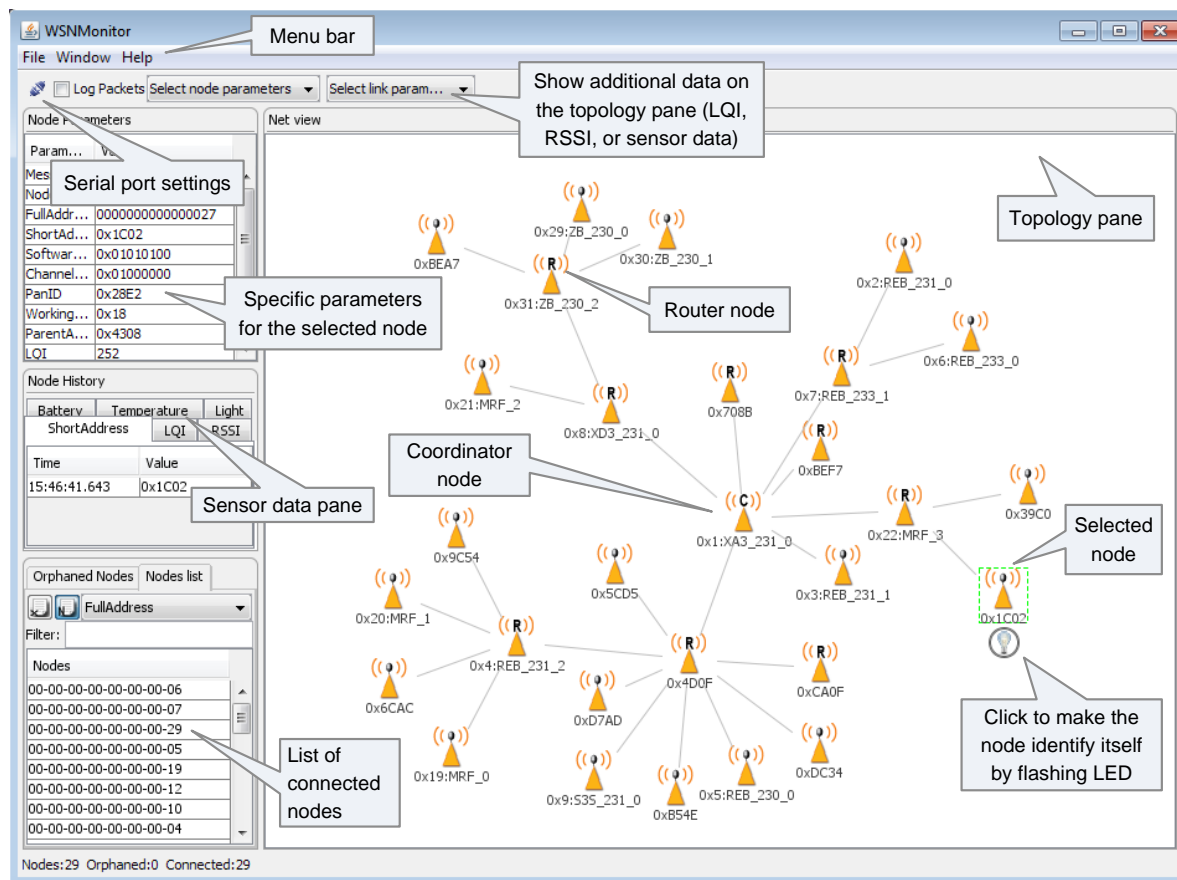 WSNMonitor
Menu bar
File Window Help
Log Packets
Select node parameters
Select link param...
Show additional data on
the topology pane (LQI,
RSSI, or sensor data)
Node Parameters
Param...
Mes
Nod
FullAddr... 0000000000000027
ShortAd... 0x1C02
Softwar... 0x01010100
Channel... 0x01000000
PanID 0x28E2
Working... 0x18
ParentA... 0x4308
LQI 252
Serial port settings
Specific parameters
for the selected node
Node History
Battery Temperature Light
ShortAddress LQI RSSI
Time Value
15:46:41.643 0x1C02
Sensor data pane
Orphaned Nodes Nodes list
N FullAddress
Filter:
Nodes
00-00-00-00-00-00-00-06
00-00-00-00-00-00-00-07
00-00-00-00-00-00-00-29
00-00-00-00-00-00-00-05
00-00-00-00-00-00-00-19
00-00-00-00-00-00-00-12
00-00-00-00-00-00-00-10
00-00-00-00-00-00-00-04
List of
connected
nodes
Net view
Topology pane
0xBEA7
0x29:ZB_230_0
0x30:ZB_230_1
R
0x31:ZB_230_2
Router node
0x2:REB_231_0
0x6:REB_233_0
R
0x7:REB_233_1
0x21:MRF_2
R
0x8:XD3_231_0
R
0x708B
R
0xBEF7
Coordinator
node
C
0x1:XA3_231_0
R
0x22:MRF_3
0x39C0
Selected
node
0x1C02
0x3:REB_231_1
0x9C54
0x5CD5
0x20:MRF_1
R
0x4:REB_231_2
R
0x4D0F
R
0xCA0F
0x6CAC
0xD7AD
0x19:MRF_0
0x9:S3S_231_0
0xB54E
0x5:REB_230_0
0xDC34
Click to make the
node identify itself
by flashing LED
Nodes:29 Orphaned:0 Connected:29